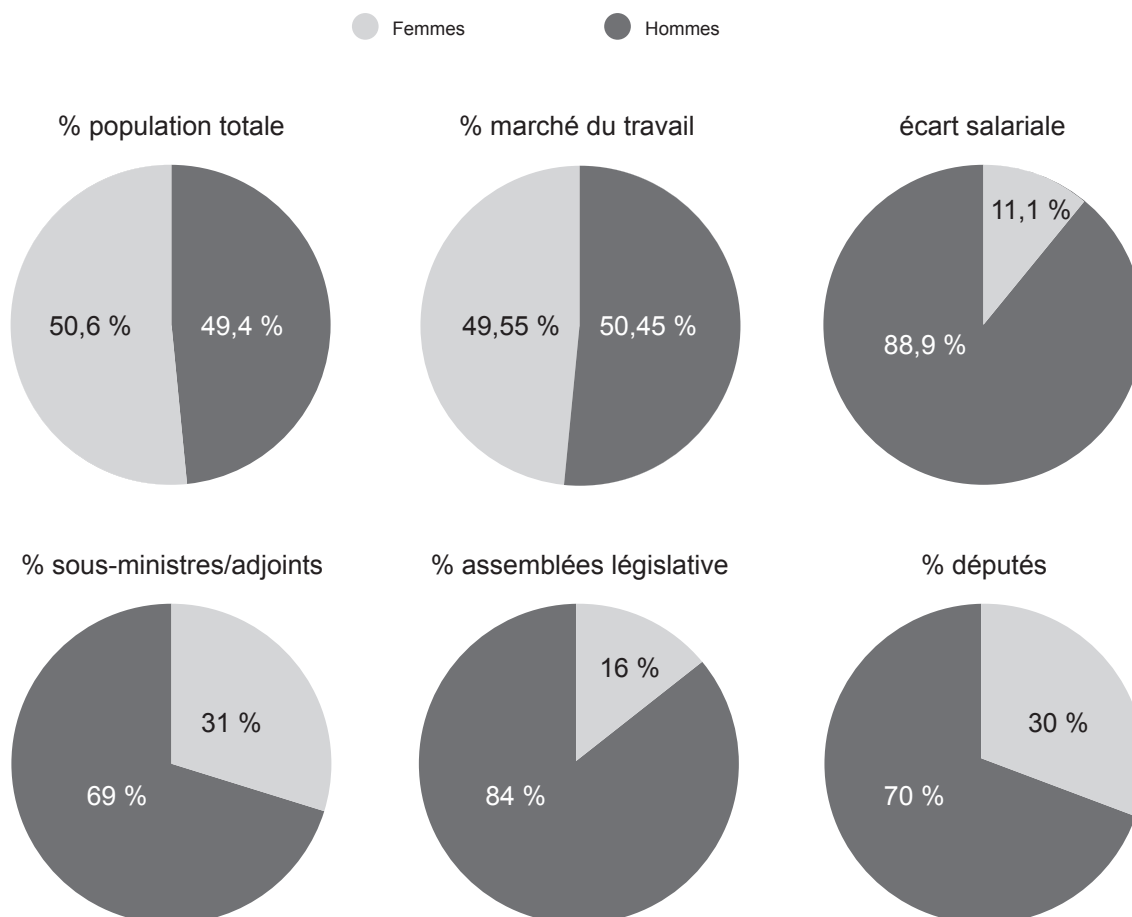 Femmes
Hommes
% population totale
% marché du travail
écart salariale
50,6 %
49,4 %
49,55 %
50,45 %
11,1 %
88,9 %
% sous-ministres/adjoints
% assemblées législative
% députés
31 %
69 %
16 %
84 %
30 %
70 %